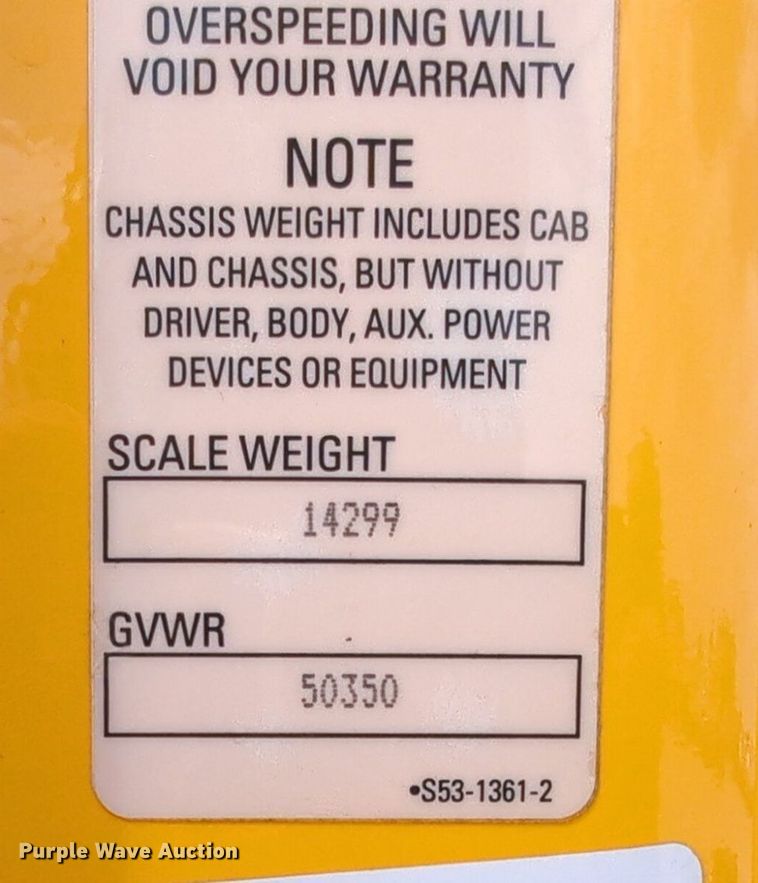 OVERSPEEDING WILL
VOID YOUR WARRANTY
NOTE
CHASSIS WEIGHT INCLUDES CAB
AND CHASSIS, BUT WITHOUT
DRIVER, BODY, AUX. POWER
DEVICES OR EQUIPMENT
SCALE WEIGHT
14299
GVWR
50350
•S53-1361-2
Purple Wave Auction